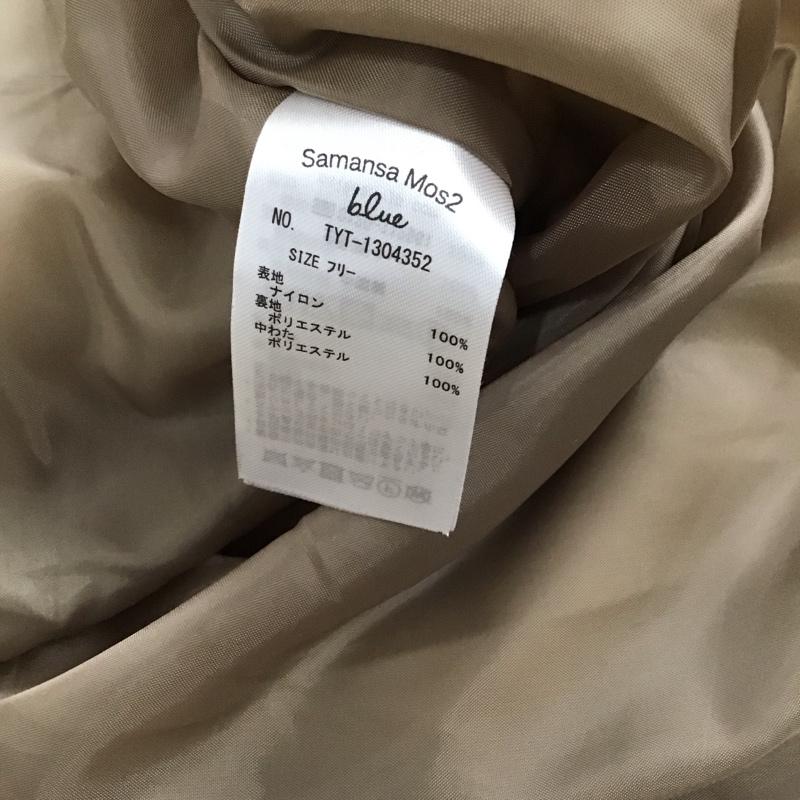 Samansa Mos2
blue
NO. TYT-1304352
SIZE フリー
表地
ナイロン 100%
裏地
ポリエステル 100%
中わた
ポリエステル 100%